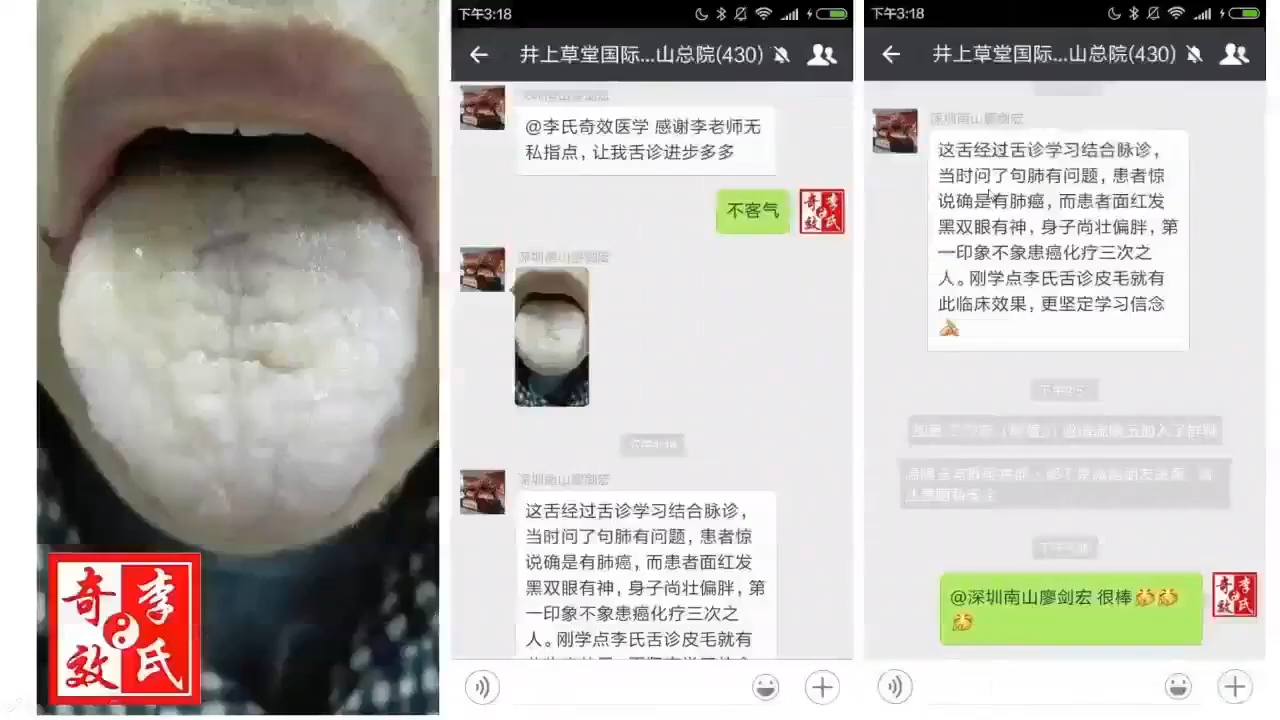 李氏
奇效
下午3:18
井上草堂国际...山总院(430)
@李氏奇效医学 感谢李老师无
私指点，让我舌诊进步多多
不客气
李氏
奇效
深圳南山廖剑宏
这舌经过舌诊学习结合脉诊，
当时问了句肺有问题，患者惊
说确是有肺癌，而患者面红发
黑双眼有神，身子尚壮偏胖，第
一印象不象患癌化疗三次之
人。刚学点李氏舌诊皮毛就有
下午3:18
井上草堂国际...山总院(430)
深圳南山廖剑宏
这舌经过舌诊学习结合脉诊，
当时问了句肺有问题，患者惊
说确是有肺癌，而患者面红发
黑双眼有神，身子尚壮偏胖，第
一印象不象患癌化疗三次之
人。刚学点李氏舌诊皮毛就有
此临床效果，更坚定学习信念
@深圳南山廖剑宏 很棒
李氏
奇效